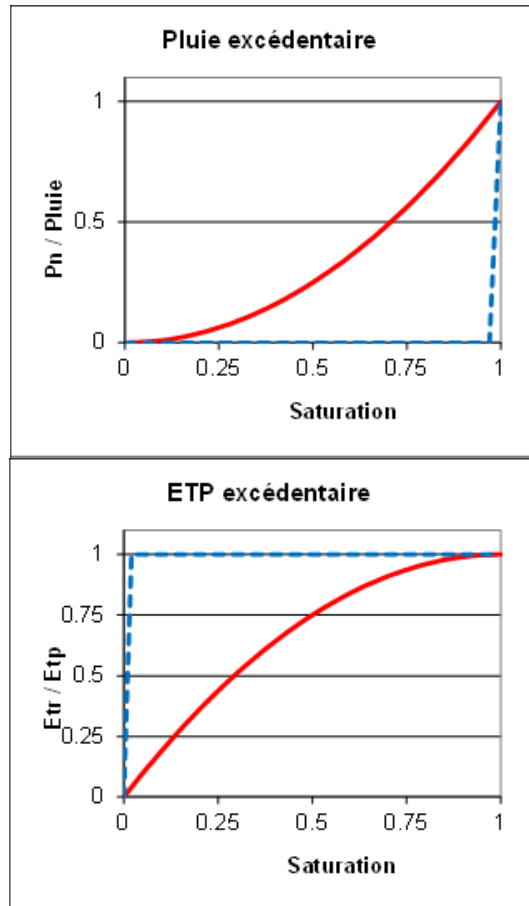 Pluie excédentaire
1
0.5
0
Pn / Pluie
0 0.25 0.5 0.75 1
Saturation
ETP excédentaire
1
0.75
0.5
0.25
0
Etr / Etp
0 0.25 0.5 0.75 1
Saturation